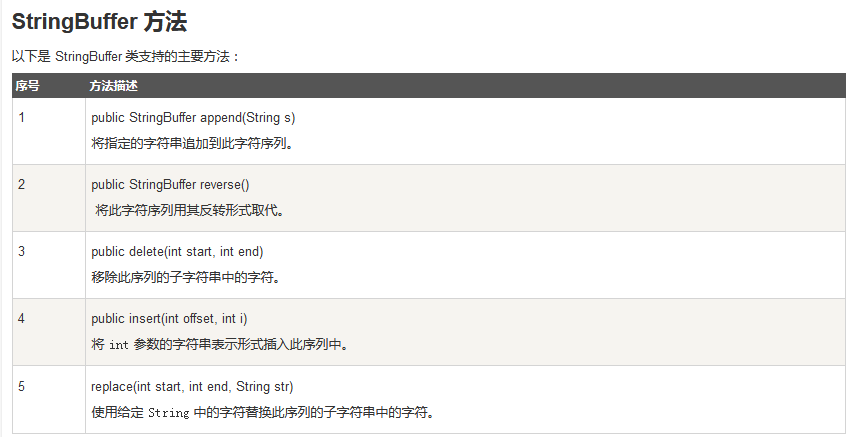 StringBuffer 方法
以下是 StringBuffer 类支持的主要方法：
序号 方法描述
1 public StringBuffer append(String s)
将指定的字符串追加到此字符序列。
2 public StringBuffer reverse()
将此字符序列用其反转形式取代。
3 public delete(int start, int end)
移除此序列的子字符串中的字符。
4 public insert(int offset, int i)
将 int 参数的字符串表示形式插入此序列中。
5 replace(int start, int end, String str)
使用给定 String 中的字符替换此序列的子字符串中的字符。